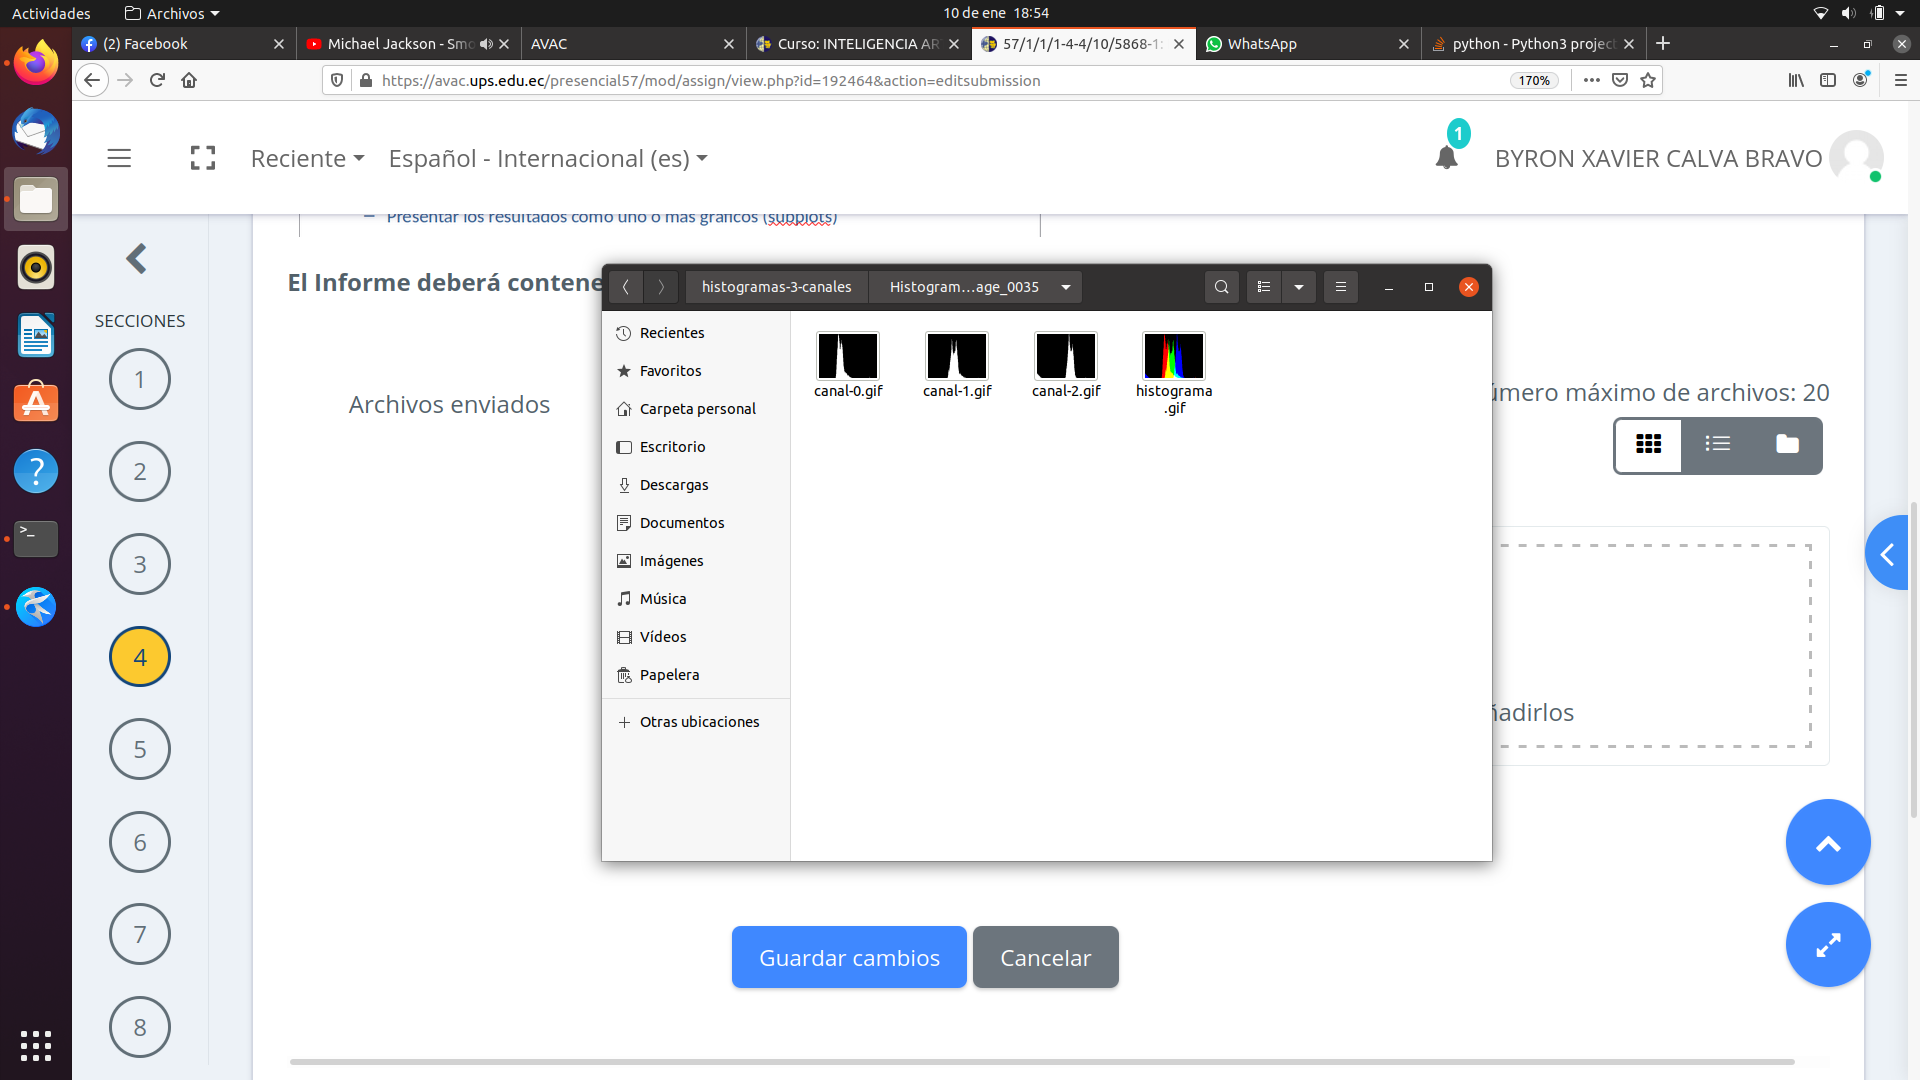 Actividades
Archivos
10 de ene 18:54
(2) Facebook
Michael Jackson - Smo
AVAC
Curso: INTELIGENCIA AR
57/1/1/1-4-4/10/5868-1
WhatsApp
python - Python3 project
https://avac.ups.edu.ec/presencial57/mod/assign/view.php?id=192464&action=editsubmission
170%
Reciente
Español - Internacional (es)
1
BYRON XAVIER CALVA BRAVO
– Presentar los resultados como uno o más gráficos (subplots)
El Informe deberá contene
SECCIONES
1
2
3
4
5
6
7
8
Archivos enviados
úmero máximo de archivos: 20
ñadirlos
histogramas-3-canales
Histogram...age_0035
Recientes
Favoritos
Carpeta personal
Escritorio
Descargas
Documentos
Imágenes
Música
Vídeos
Papelera
Otras ubicaciones
canal-0.gif
canal-1.gif
canal-2.gif
histograma
.gif
Guardar cambios
Cancelar